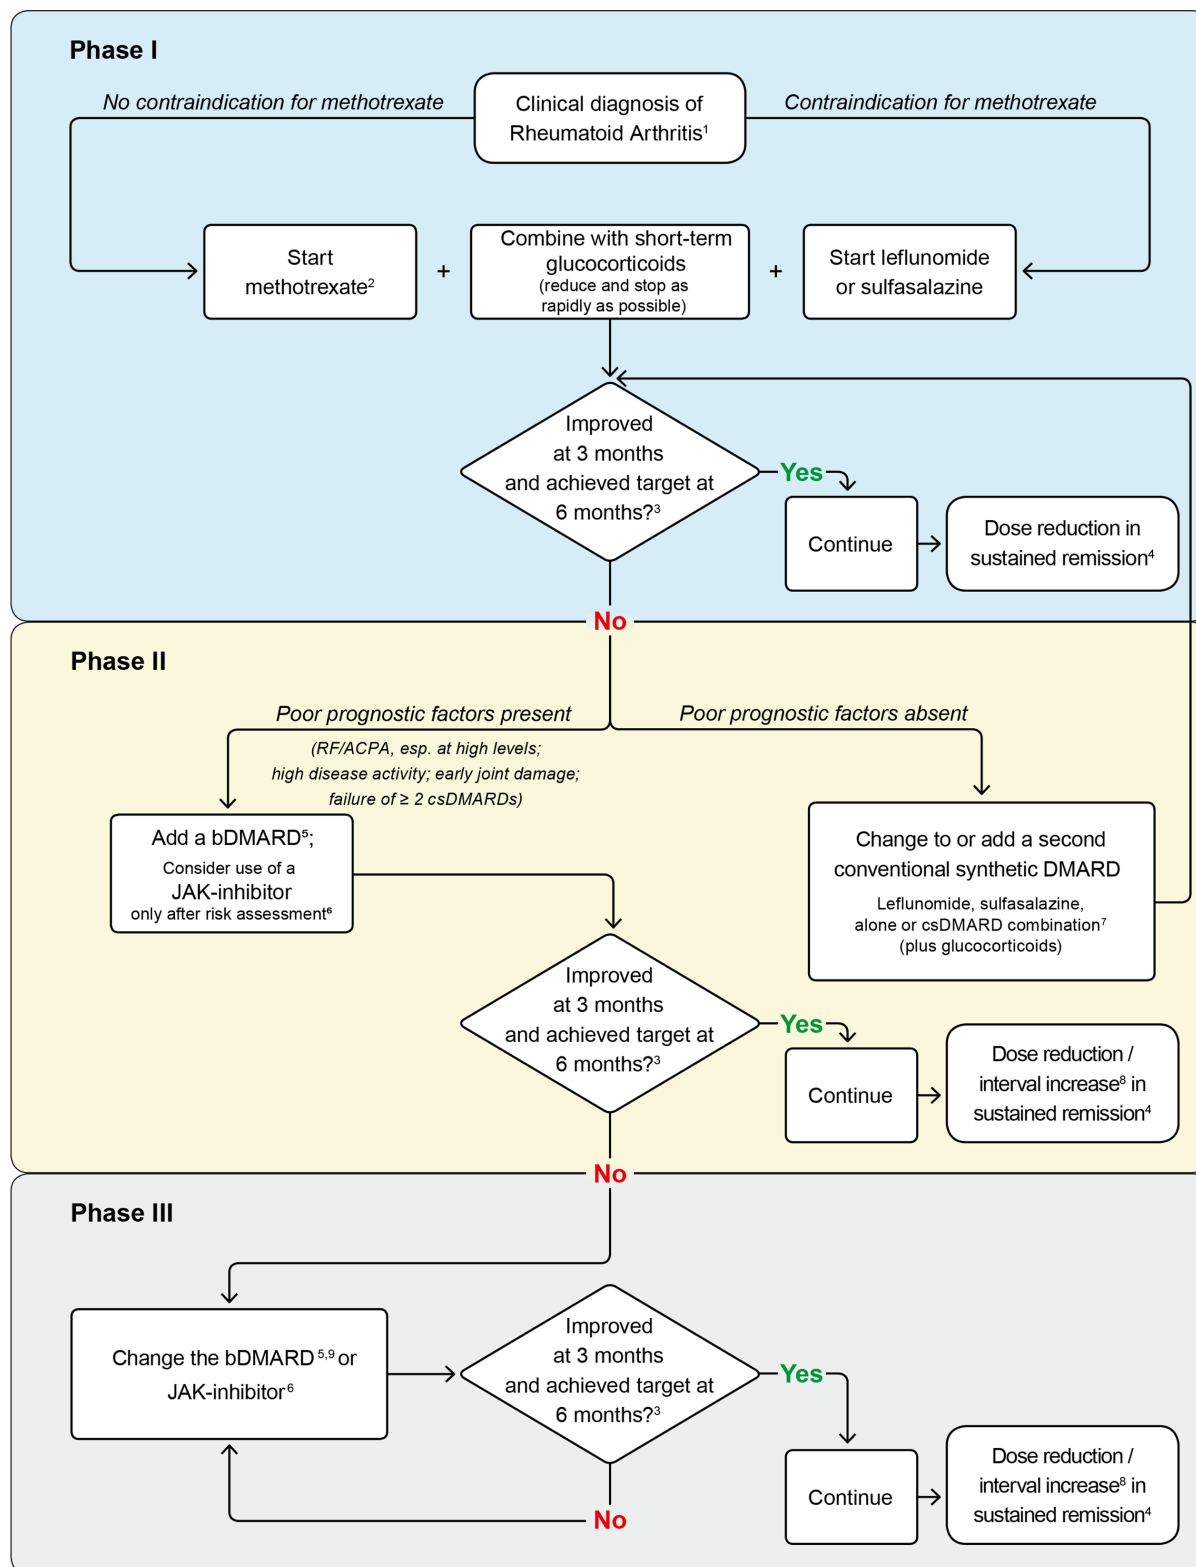 Phase I
No contraindication for methotrexate
Clinical diagnosis of
Rheumatoid Arthritis¹
Contraindication for methotrexate
Start
methotrexate²
+
Combine with short-term
glucocorticoids
(reduce and stop as
rapidly as possible)
+
Start leflunomide
or sulfasalazine
Improved
at 3 months
and achieved target at
6 months?³
Yes
Continue
Dose reduction in
sustained remission⁴
No
Phase II
Poor prognostic factors present
(RF/ACPA, esp. at high levels;
high disease activity; early joint damage;
failure of ≥ 2 csDMARDs)
Poor prognostic factors absent
Add a bDMARD⁵;
Consider use of a
JAK-inhibitor
only after risk assessment⁶
Change to or add a second
conventional synthetic DMARD
Leflunomide, sulfasalazine,
alone or csDMARD combination⁷
(plus glucocorticoids)
Improved
at 3 months
and achieved target at
6 months?³
Yes
Continue
Dose reduction /
interval increase⁸ in
sustained remission⁴
No
Phase III
Change the bDMARD⁵,⁹ or
JAK-inhibitor⁶
Improved
at 3 months
and achieved target at
6 months?³
Yes
Continue
Dose reduction /
interval increase⁸ in
sustained remission⁴
No